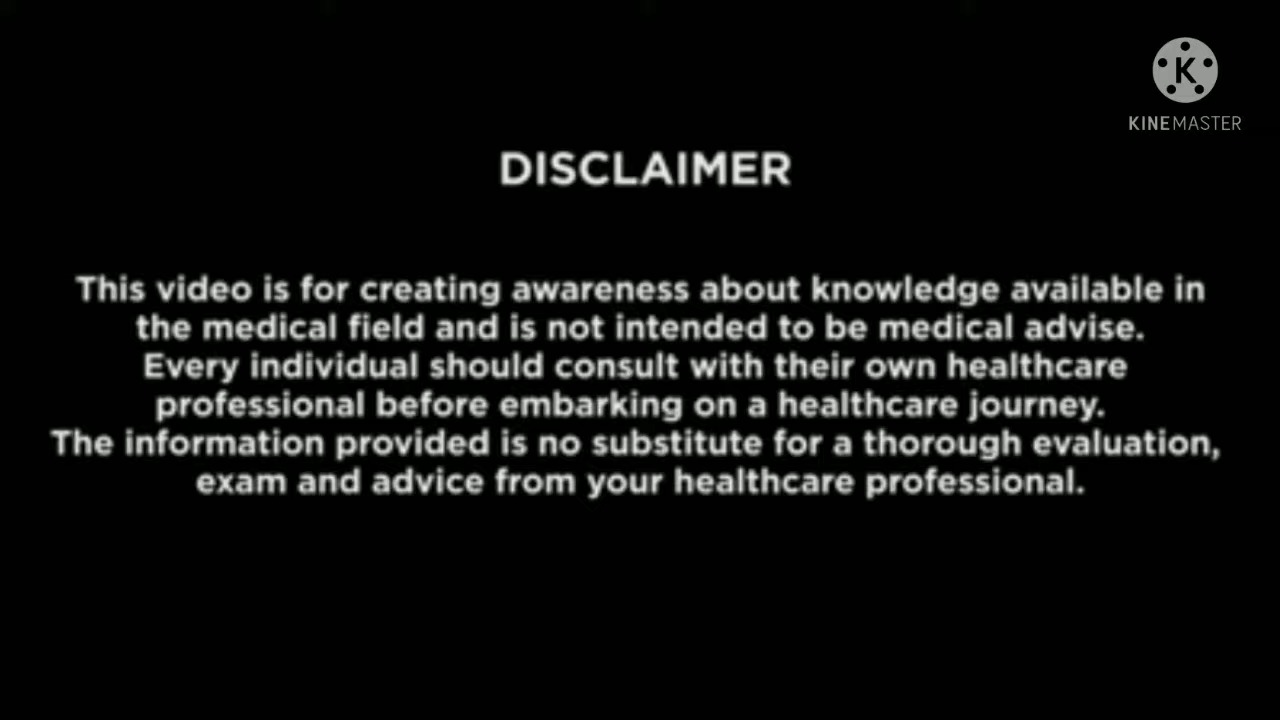 K
KINEMASTER
DISCLAIMER
This video is for creating awareness about knowledge available in
the medical field and is not intended to be medical advise.
Every individual should consult with their own healthcare
professional before embarking on a healthcare journey.
The information provided is no substitute for a thorough evaluation,
exam and advice from your healthcare professional.